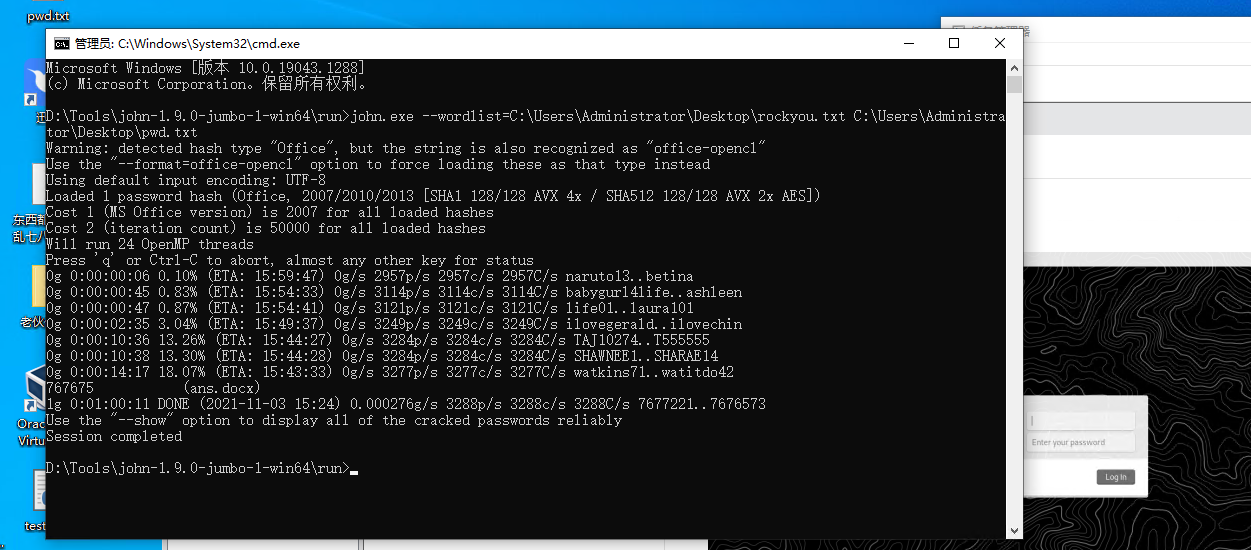 pwd.txt
管理员: C:\Windows\System32\cmd.exe
Microsoft Windows [版本 10.0.19043.1288]
(c) Microsoft Corporation。保留所有权利。
D:\Tools\john-1.9.0-jumbo-1-win64\run>john.exe --wordlist=C:\Users\Administrator\Desktop\rockyou.txt C:\Users\Administra
tor\Desktop\pwd.txt
Warning: detected hash type "Office", but the string is also recognized as "office-opencl"
Use the "--format=office-opencl" option to force loading these as that type instead
Using default input encoding: UTF-8
Loaded 1 password hash (Office, 2007/2010/2013 [SHA1 128/128 AVX 4x / SHA512 128/128 AVX 2x AES])
Cost 1 (MS Office version) is 2007 for all loaded hashes
Cost 2 (iteration count) is 50000 for all loaded hashes
Will run 24 OpenMP threads
Press 'q' or Ctrl-C to abort, almost any other key for status
0g 0:00:00:06 0.10% (ETA: 15:59:47) 0g/s 2957p/s 2957c/s 2957C/s naruto13..betina
0g 0:00:00:45 0.83% (ETA: 15:54:33) 0g/s 3114p/s 3114c/s 3114C/s babygurl4life..ashleen
0g 0:00:00:47 0.87% (ETA: 15:54:41) 0g/s 3121p/s 3121c/s 3121C/s life01..laura101
0g 0:00:02:35 3.04% (ETA: 15:49:37) 0g/s 3249p/s 3249c/s 3249C/s ilovegerald..ilovechin
0g 0:00:10:36 13.26% (ETA: 15:44:27) 0g/s 3284p/s 3284c/s 3284C/s TAJ10274..T555555
0g 0:00:10:38 13.30% (ETA: 15:44:28) 0g/s 3284p/s 3284c/s 3284C/s SHAWNEE1..SHARAE14
0g 0:00:14:17 18.07% (ETA: 15:43:33) 0g/s 3277p/s 3277c/s 3277C/s watkins71..watitdo42
767675 (ans.docx)
1g 0:01:00:11 DONE (2021-11-03 15:24) 0.000276g/s 3288p/s 3288c/s 3288C/s 7677221..7676573
Use the "--show" option to display all of the cracked passwords reliably
Session completed
D:\Tools\john-1.9.0-jumbo-1-win64\run>
东西都
乱七八
老伙
Orac
Virtu
test
Enter your password
Log In